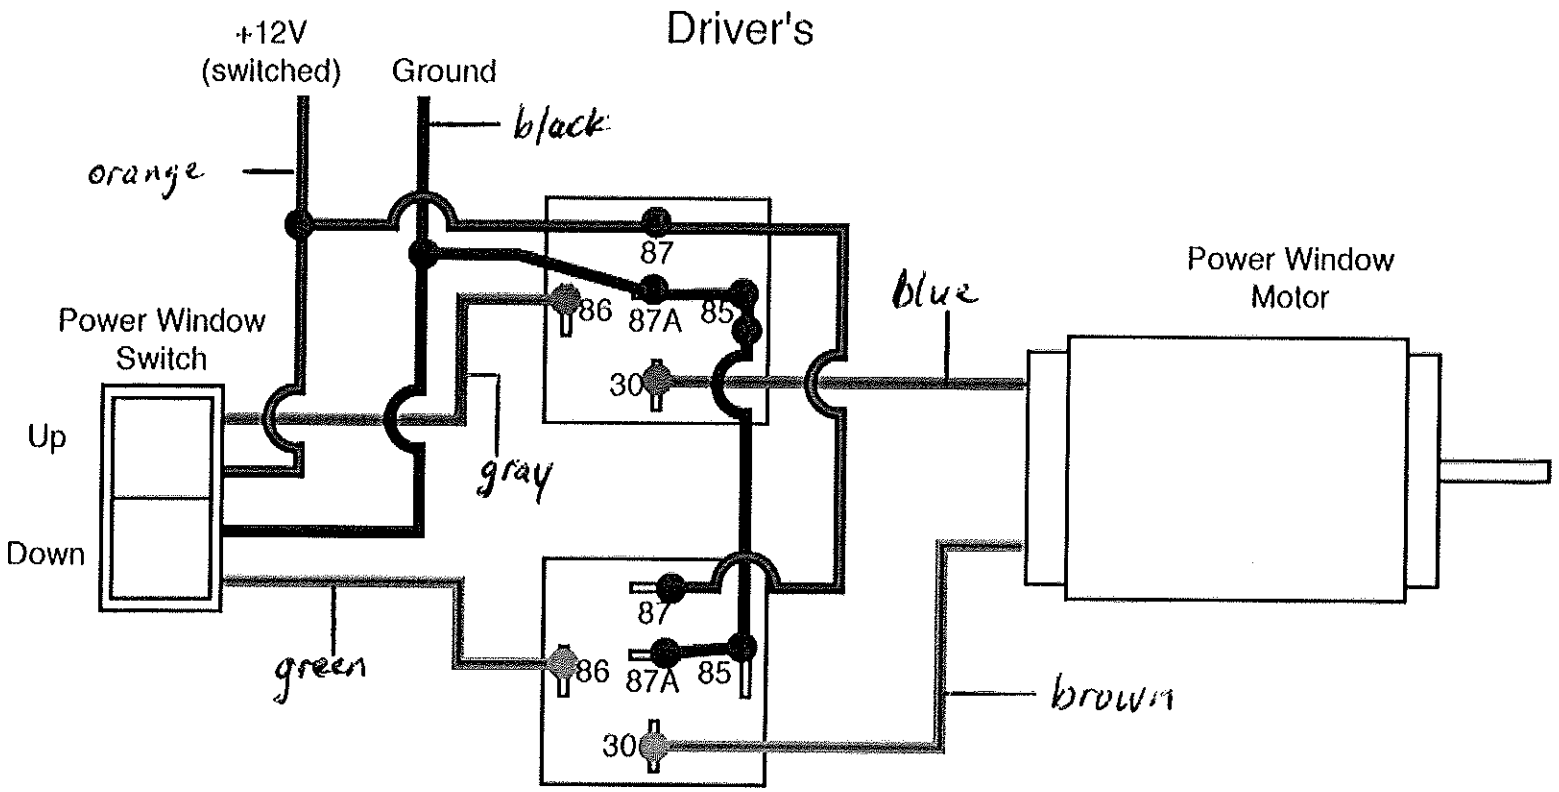 Driver's
+12V
(switched)
Ground
black
orange
87
86
87A
85
30
blue
Power Window
Motor
Power Window
Switch
Up
gray
Down
87
86
87A
85
green
30
brown